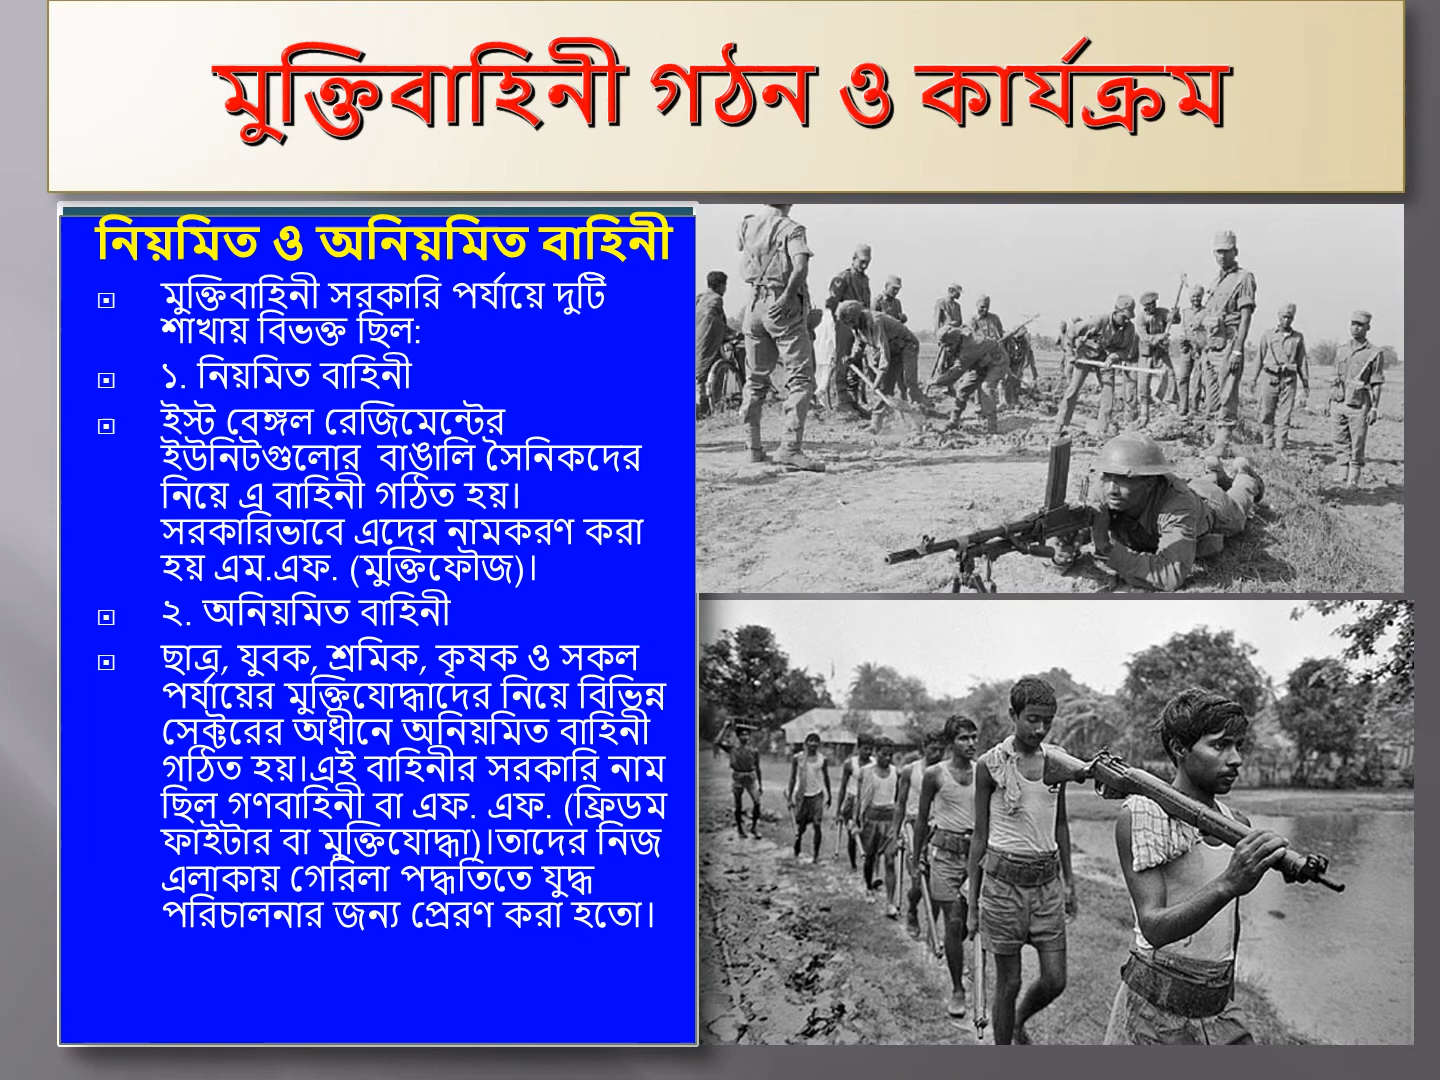 মুক্তিবাহিনী গঠন ও কার্যক্রম
নিয়মিত ও অনিয়মিত বাহিনী
মুক্তিবাহিনী সরকারি পর্যায়ে দুটি
শাখায় বিভক্ত ছিল:
১. নিয়মিত বাহিনী
ইস্ট বেঙ্গল রেজিমেন্টের
ইউনিটগুলোর বাঙালি সৈনিকদের
নিয়ে এ বাহিনী গঠিত হয়।
সরকারিভাবে এদের নামকরণ করা
হয় এম.এফ. (মুক্তিফৌজ)।
২. অনিয়মিত বাহিনী
ছাত্র, যুবক, শ্রমিক, কৃষক ও সকল
পর্যায়ের মুক্তিযোদ্ধাদের নিয়ে বিভিন্ন
সেক্টরের অধীনে অনিয়মিত বাহিনী
গঠিত হয়।এই বাহিনীর সরকারি নাম
ছিল গণবাহিনী বা এফ. এফ. (ফ্রিডম
ফাইটার বা মুক্তিযোদ্ধা)।তাদের নিজ
এলাকায় গেরিলা পদ্ধতিতে যুদ্ধ
পরিচালনার জন্য প্রেরণ করা হতো।